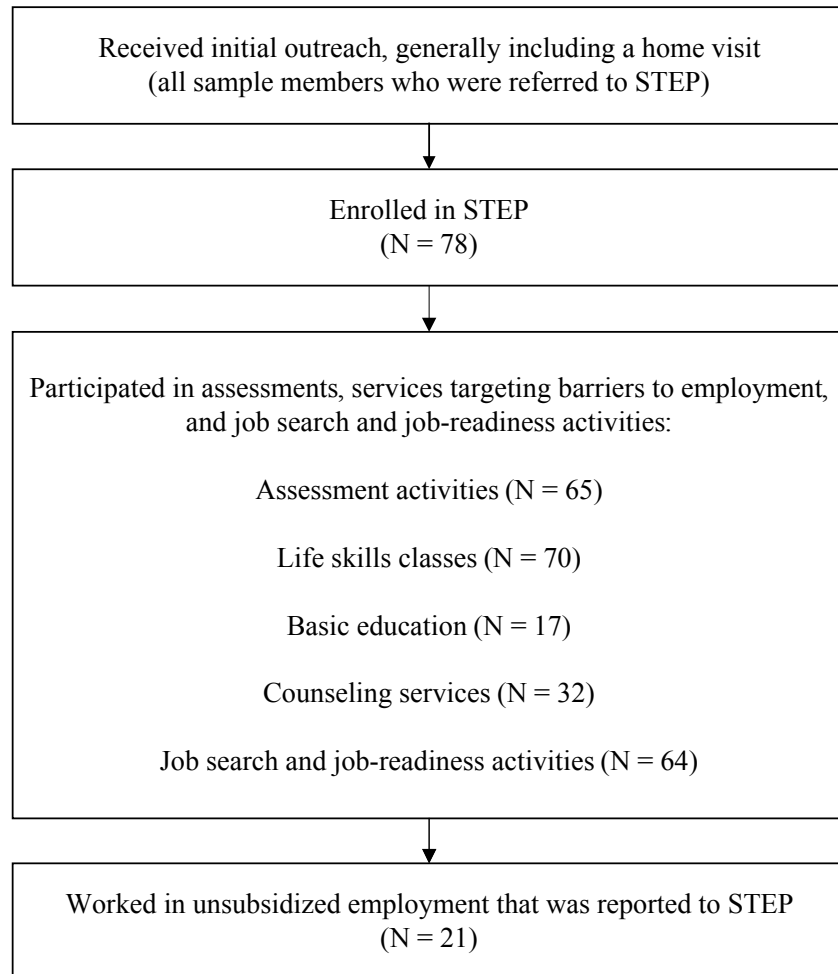 Received initial outreach, generally including a home visit
(all sample members who were referred to STEP)
Enrolled in STEP
(N = 78)
Participated in assessments, services targeting barriers to employment,
and job search and job-readiness activities:
Assessment activities (N = 65)
Life skills classes (N = 70)
Basic education (N = 17)
Counseling services (N = 32)
Job search and job-readiness activities (N = 64)
Worked in unsubsidized employment that was reported to STEP
(N = 21)